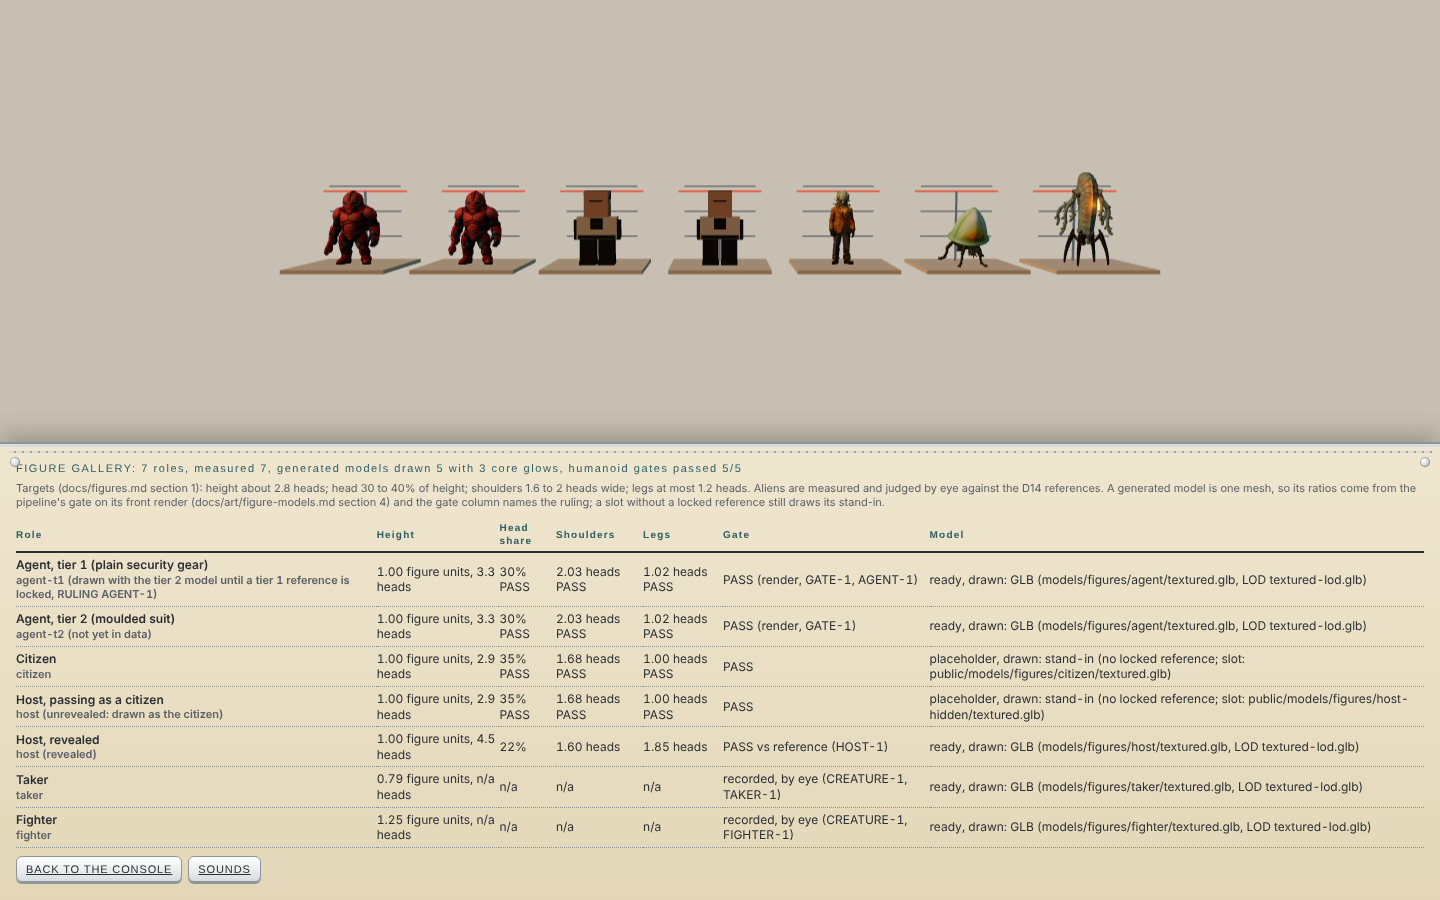 FIGURE GALLERY: 7 roles, measured 7, generated models drawn 5 with 3 core glows, humanoid gates passed 5/5
Targets (docs/figures.md section 1): height about 2.8 heads; head 30 to 40% of height; shoulders 1.6 to 2 heads wide; legs at most 1.2 heads. Aliens are measured and judged by eye against the D14 references. A generated model is one mesh, so its ratios come from the
pipeline's gate on its front render (docs/art/figure-models.md section 4) and the gate column names the ruling; a slot without a locked reference still draws its stand-in.
Role Height Head share Shoulders Legs Gate Model
Agent, tier 1 (plain security gear)
agent-t1 (drawn with the tier 2 model until a tier 1 reference is
locked, RULING AGENT-1)
1.00 figure units, 3.3
heads
30%
PASS
2.03 heads
PASS
1.02 heads
PASS
PASS (render, GATE-1, AGENT-1)
ready, drawn: GLB (models/figures/agent/textured.glb, LOD textured-lod.glb)
Agent, tier 2 (moulded suit)
agent-t2 (not yet in data)
1.00 figure units, 3.3
heads
30%
PASS
2.03 heads
PASS
1.02 heads
PASS
PASS (render, GATE-1)
ready, drawn: GLB (models/figures/agent/textured.glb, LOD textured-lod.glb)
Citizen
citizen
1.00 figure units, 2.9
heads
35%
PASS
1.68 heads
PASS
1.00 heads
PASS
PASS
placeholder, drawn: stand-in (no locked reference; slot:
public/models/figures/citizen/textured.glb)
Host, passing as a citizen
host (unrevealed: drawn as the citizen)
1.00 figure units, 2.9
heads
35%
PASS
1.68 heads
PASS
1.00 heads
PASS
PASS
placeholder, drawn: stand-in (no locked reference; slot: public/models/figures/host-
hidden/textured.glb)
Host, revealed
host (revealed)
1.00 figure units, 4.5
heads
22%
1.60 heads
1.85 heads
PASS vs reference (HOST-1)
ready, drawn: GLB (models/figures/host/textured.glb, LOD textured-lod.glb)
Taker
taker
0.79 figure units, n/a
heads
n/a
n/a
n/a
recorded, by eye (CREATURE-1,
TAKER-1)
ready, drawn: GLB (models/figures/taker/textured.glb, LOD textured-lod.glb)
Fighter
fighter
1.25 figure units, n/a
heads
n/a
n/a
n/a
recorded, by eye (CREATURE-1,
FIGHTER-1)
ready, drawn: GLB (models/figures/fighter/textured.glb, LOD textured-lod.glb)
BACK TO THE CONSOLE
SOUNDS